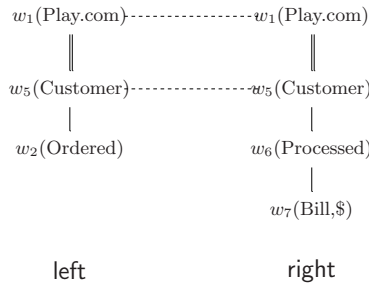 w₁(Play.com) w₁(Play.com)
w₅(Customer) w₅(Customer)
w₂(Ordered) w₆(Processed)
w₇(Bill,$)
left right